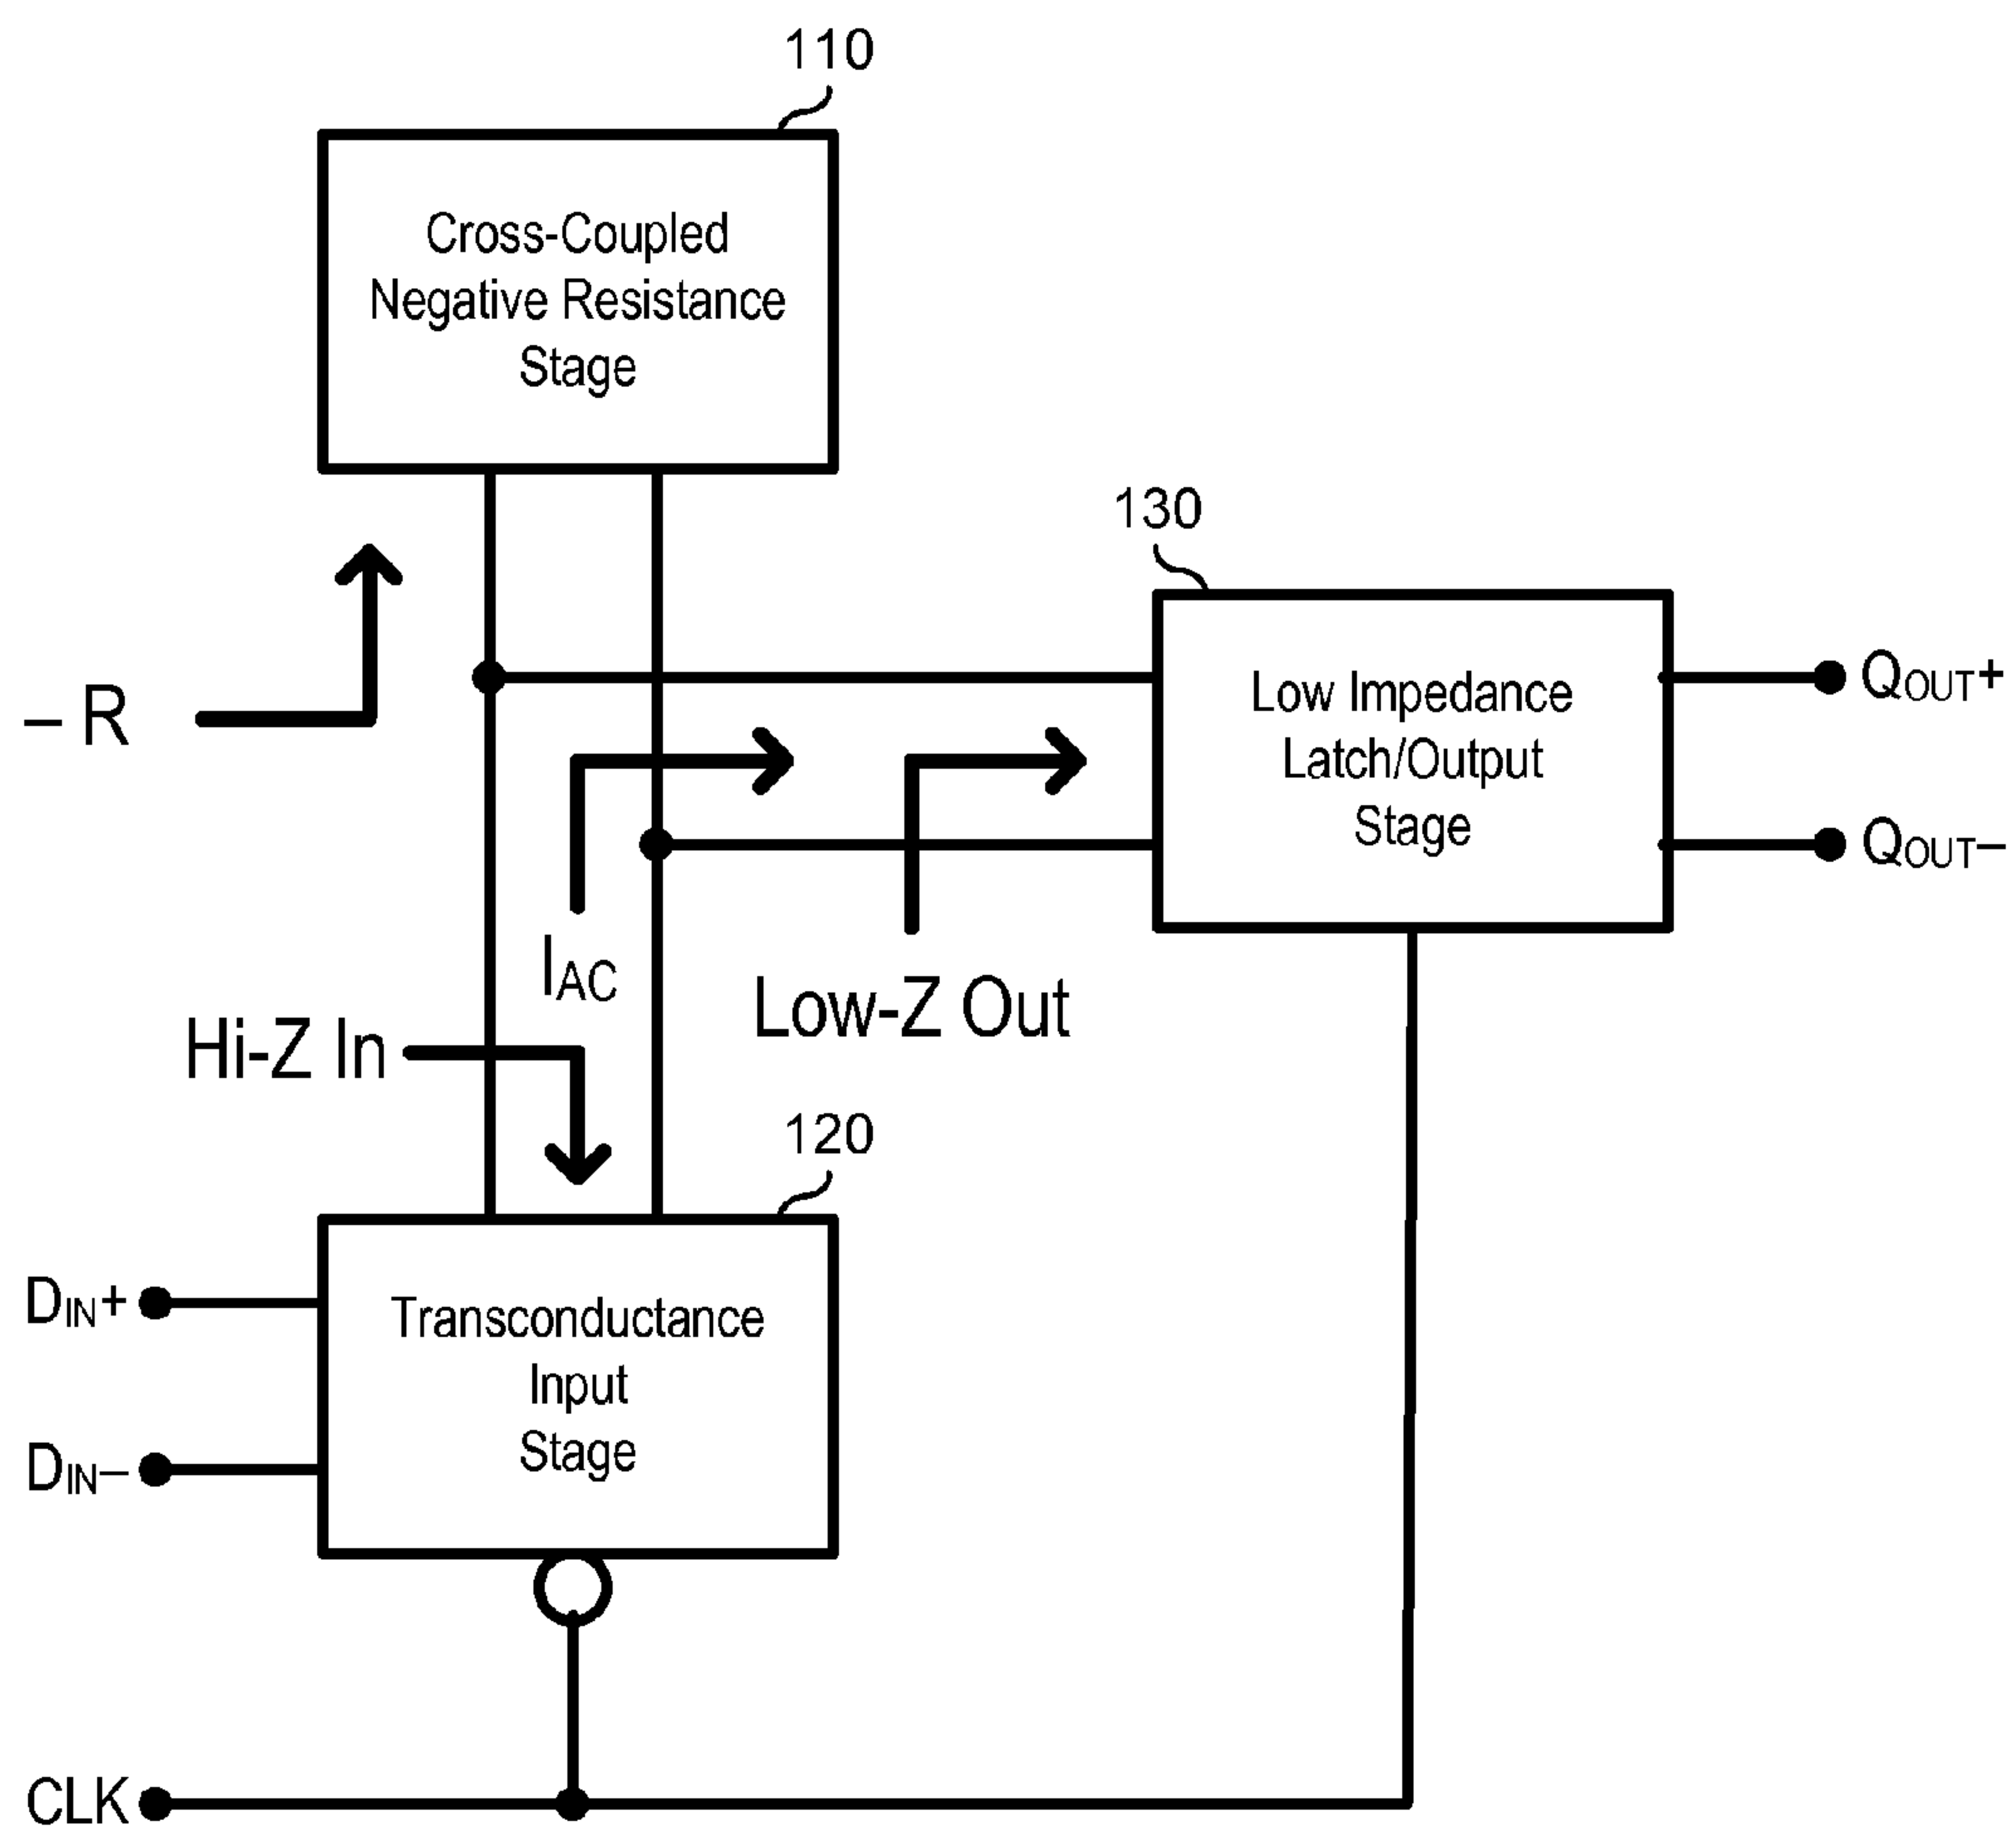 110
Cross-Coupled
Negative Resistance
Stage
130
– R
Low Impedance
Latch/Output
Stage
QOUT+
QOUT–
IAC
Low-Z Out
Hi-Z In
120
DIN+
DIN–
Transconductance
Input
Stage
CLK